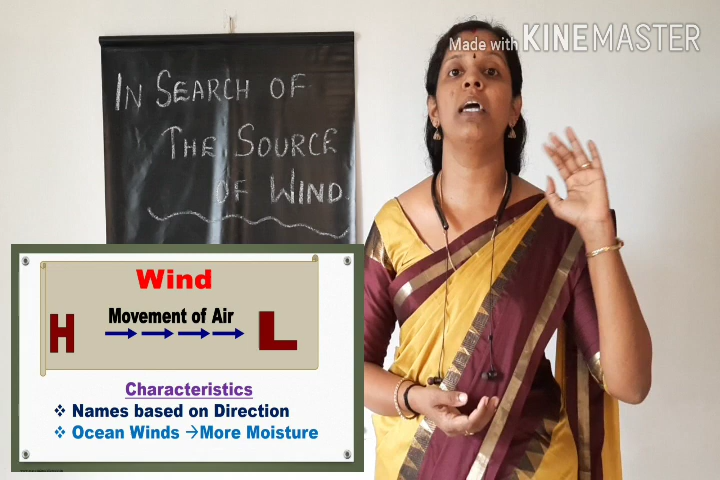 Made with KINEMASTER
IN SEARCH OF
THE SOURCE
OF WIND
Wind
Movement of Air
H
L
Characteristics
❖ Names based on Direction
❖ Ocean Winds →More Moisture